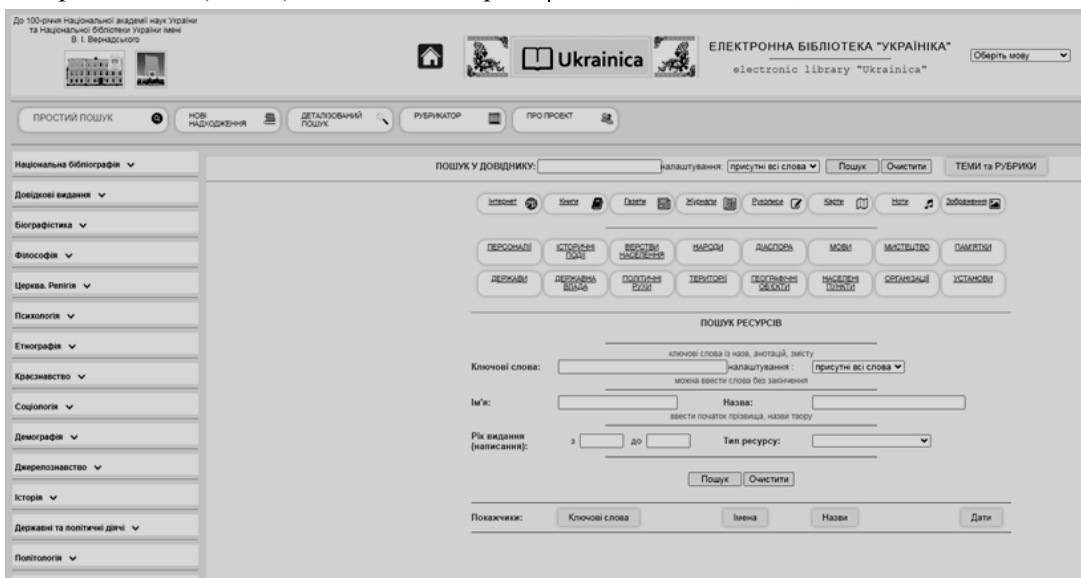 До 100-річчя Національної академії наук України
та Національної бібліотеки України імені
В. І. Вернадського
Ukrainica
ЕЛЕКТРОННА БІБЛІОТЕКА "УКРАЇНІКА"
electronic library "Ukrainica"
Оберіть мову
ПРОСТИЙ ПОШУК
НОВІ НАДХОДЖЕННЯ
ДЕТАЛІЗОВАНИЙ ПОШУК
РУБРИКАТОР
ПРО ПРОЕКТ
ПОШУК У ДОВІДНИКУ: налаштування: присутні всі слова Пошук Очистити ТЕМИ та РУБРИКИ
Національна бібліографія
Довідкові видання
Біографістика
Філософія
Церква. Релігія
Психологія
Етнографія
Краєзнавство
Соціологія
Демографія
Джерелознавство
Історія
Державні та політичні діячі
Політологія
Інтернет Книги Газети Журнали Рукописи Карти Ноти Зображення
ПЕРСОНАЛІЇ ІСТОРИЧНІ ПОДІЇ ВЕРСТВИ НАСЕЛЕННЯ НАРОДИ ДІАСПОРА МОВИ МИСТЕЦТВО ПАМ'ЯТКИ
ДЕРЖАВИ ДЕРЖАВНА ВЛАДА ПОЛІТИЧНІ РУХИ ТЕРИТОРІЇ ГЕОГРАФІЧНІ ОБ'ЄКТИ НАСЕЛЕНІ ПУНКТИ ОРГАНІЗАЦІЇ УСТАНОВИ
ПОШУК РЕСУРСІВ
ключові слова із назв, анотацій, змісту
Ключові слова: налаштування : присутні всі слова
можна ввести слова без закінчення
Ім'я: Назва:
ввести початок прізвища, назви твору
Рік видання (написання): з до Тип ресурсу:
Пошук Очистити
Покажчики: Ключові слова Імена Назви Дати